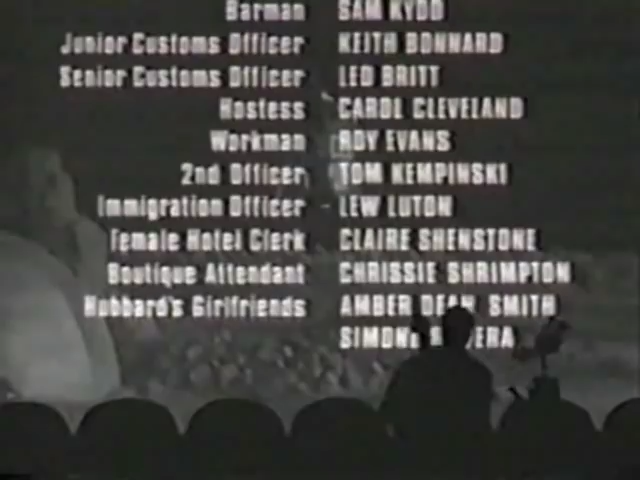 Barman SAM KYDD
Junior Customs Officer KEITH BONNARD
Senior Customs Officer LEO BRITT
Hostess CAROL CLEVELAND
Workman ROY EVANS
2nd Officer TOM KEMPINSKI
Immigration Officer LEW LUTON
Female Hotel Clerk CLAIRE SHENSTONE
Boutique Attendant CHRISSIE SHRIMPTON
Hubbard's Girlfriends AMBER DEAN SMITH